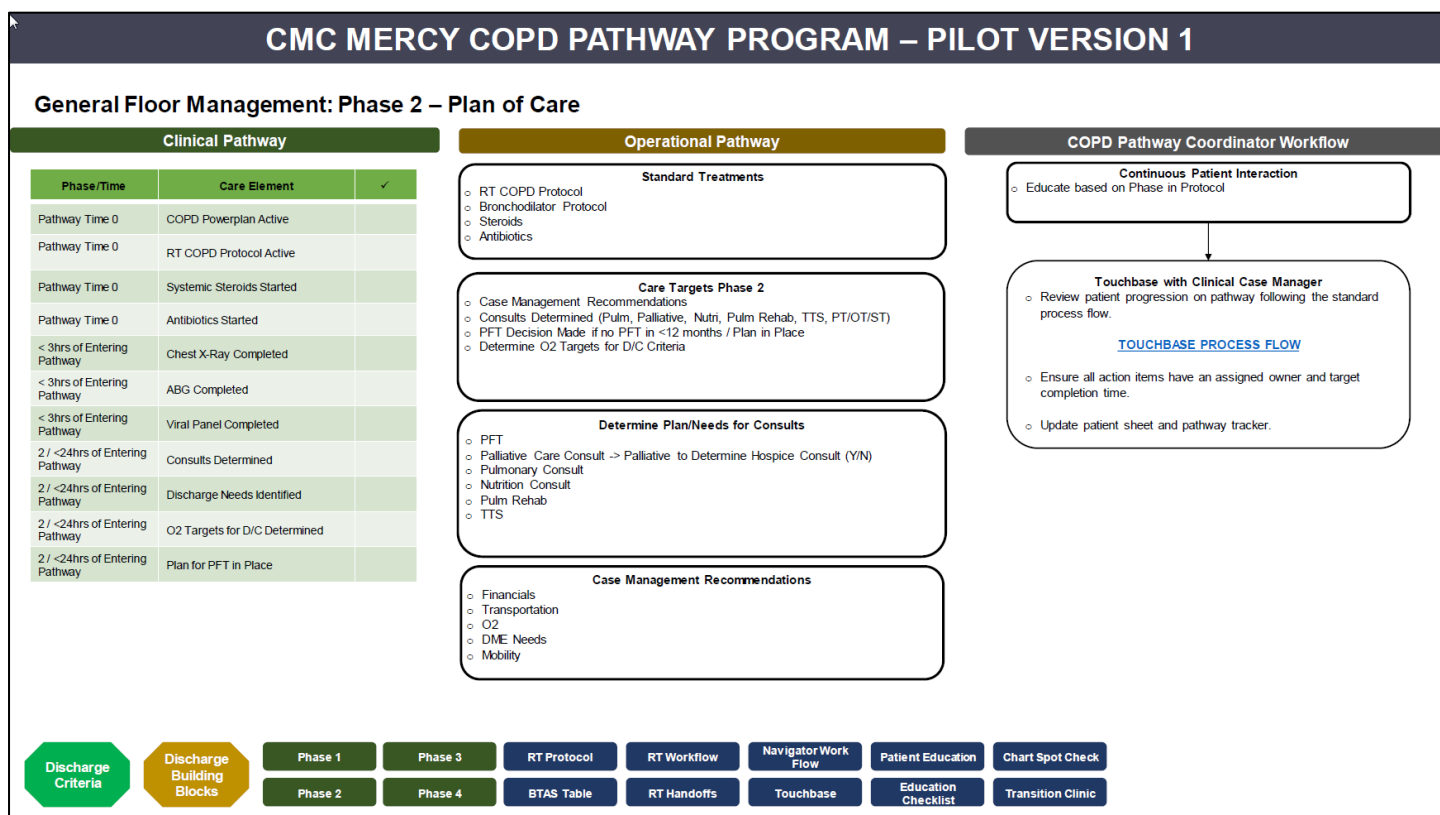 CMC MERCY COPD PATHWAY PROGRAM – PILOT VERSION 1
General Floor Management: Phase 2 – Plan of Care
Clinical Pathway
Phase/Time Care Element ✓
Pathway Time 0 COPD Powerplan Active
Pathway Time 0 RT COPD Protocol Active
Pathway Time 0 Systemic Steroids Started
Pathway Time 0 Antibiotics Started
< 3hrs of Entering
Pathway
Chest X-Ray Completed
< 3hrs of Entering
Pathway
ABG Completed
< 3hrs of Entering
Pathway
Viral Panel Completed
2 / <24hrs of Entering
Pathway
Consults Determined
2 / <24hrs of Entering
Pathway
Discharge Needs Identified
2 / <24hrs of Entering
Pathway
O2 Targets for D/C Determined
2 / <24hrs of Entering
Pathway
Plan for PFT in Place
Operational Pathway
Standard Treatments
o RT COPD Protocol
o Bronchodilator Protocol
o Steroids
o Antibiotics
Care Targets Phase 2
o Case Management Recommendations
o Consults Determined (Pulm, Palliative, Nutri, Pulm Rehab, TTS, PT/OT/ST)
o PFT Decision Made if no PFT in <12 months / Plan in Place
o Determine O2 Targets for D/C Criteria
Determine Plan/Needs for Consults
o PFT
o Palliative Care Consult -> Palliative to Determine Hospice Consult (Y/N)
o Pulmonary Consult
o Nutrition Consult
o Pulm Rehab
o TTS
Case Management Recommendations
o Financials
o Transportation
o O2
o DME Needs
o Mobility
COPD Pathway Coordinator Workflow
Continuous Patient Interaction
o Educate based on Phase in Protocol
Touchbase with Clinical Case Manager
o Review patient progression on pathway following the standard
process flow.
TOUCHBASE PROCESS FLOW
o Ensure all action items have an assigned owner and target
completion time.
o Update patient sheet and pathway tracker.
Discharge
Criteria
Discharge
Building
Blocks
Phase 1
Phase 3
RT Protocol
RT Workflow
Navigator Work
Flow
Patient Education
Chart Spot Check
Phase 2
Phase 4
BTAS Table
RT Handoffs
Touchbase
Education
Checklist
Transition Clinic